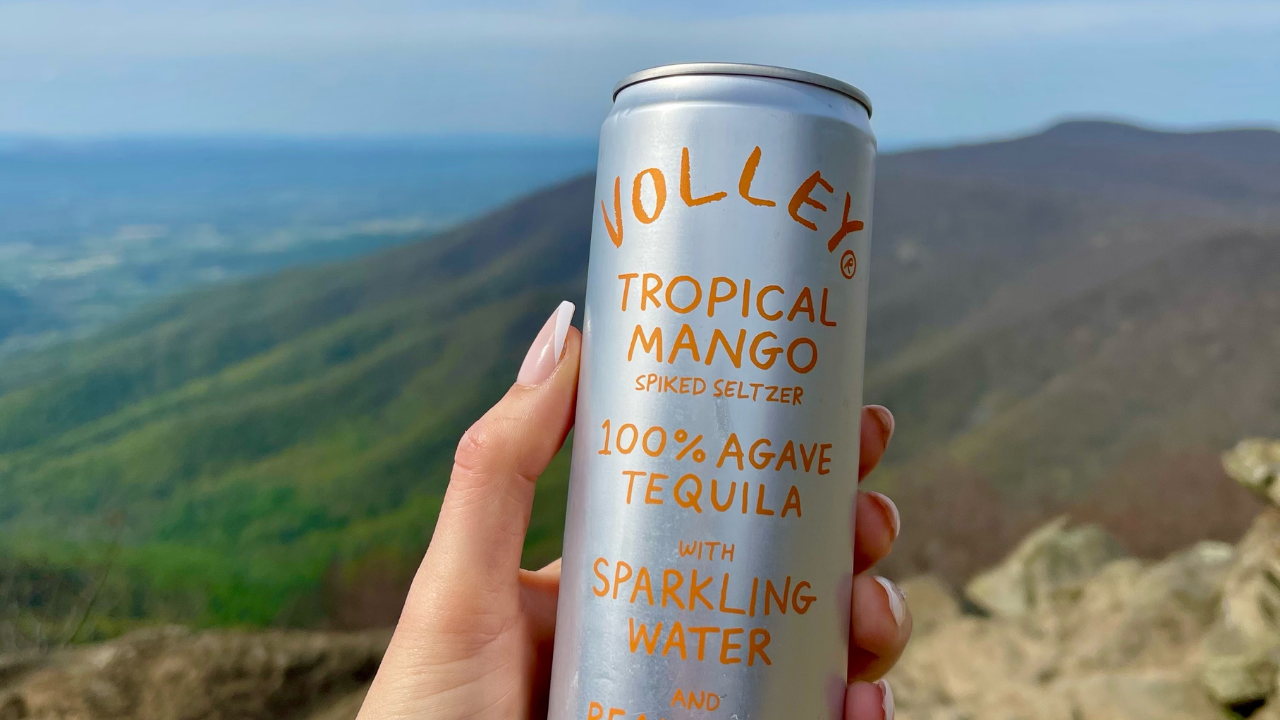 VOLLEY®
TROPICAL
MANGO
SPIKED SELTZER
100% AGAVE
TEQUILA
WITH
SPARKLING
WATER
AND